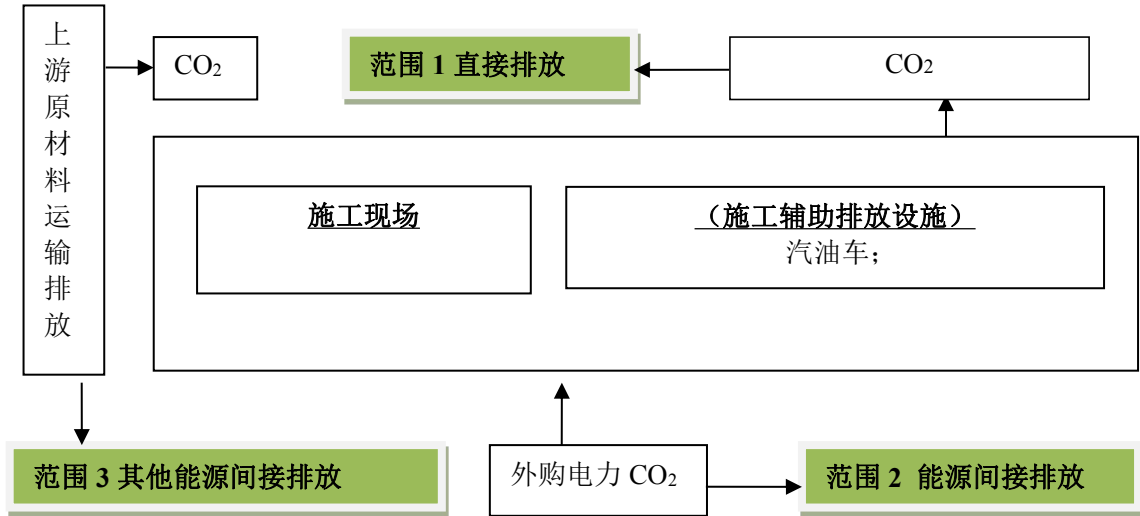 上游原材料运输排放
CO₂
范围 1 直接排放
CO₂
施工现场
（施工辅助排放设施）
汽油车；
范围 3 其他能源间接排放
外购电力 CO₂
范围 2 能源间接排放